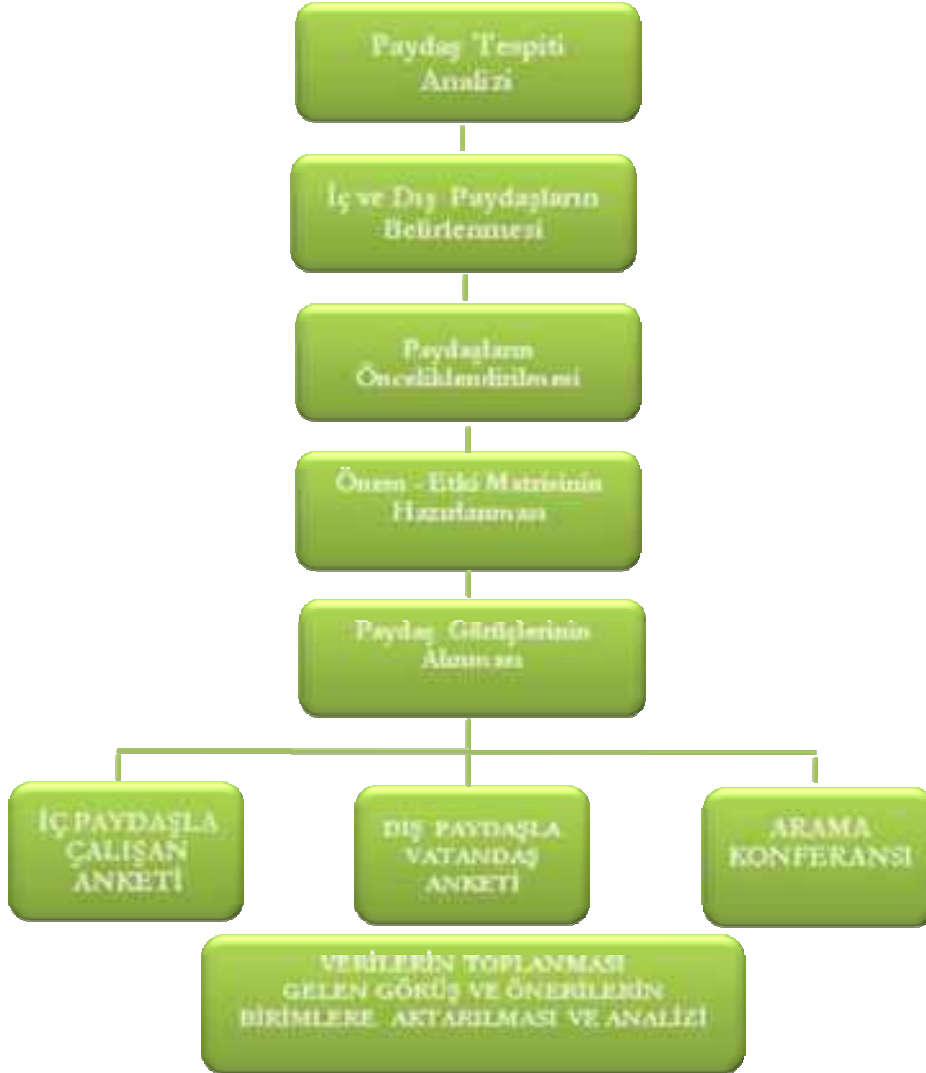 Paydaş Tespiti
Analizi
İç ve Dış Paydaşların
Belirlenmesi
Paydaşların
Önceliklendirilmesi
Önem - Etki Matrisinin
Hazırlanması
Paydaş Görüşlerinin
Alınması
İÇ PAYDAŞLA
ÇALIŞAN
ANKETİ
DIŞ PAYDAŞLA
VATANDAŞ
ANKETİ
ARAMA
KONFERANSI
VERİLERİN TOPLANMASI
GELEN GÖRÜŞ VE ÖNERİLERİN
BİRİMLERE AKTARILMASI VE ANALİZİ